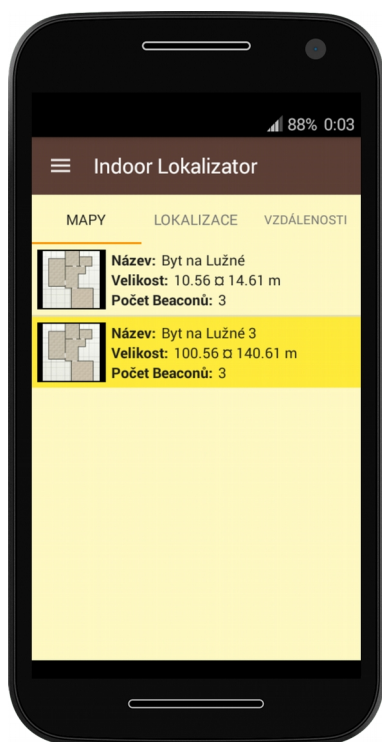 88% 0:03
Indoor Lokalizator
MAPY LOKALIZACE VZDÁLENOSTI
Název: Byt na Lužné
Velikost: 10.56 ¤ 14.61 m
Počet Beaconů: 3
Název: Byt na Lužné 3
Velikost: 100.56 ¤ 140.61 m
Počet Beaconů: 3